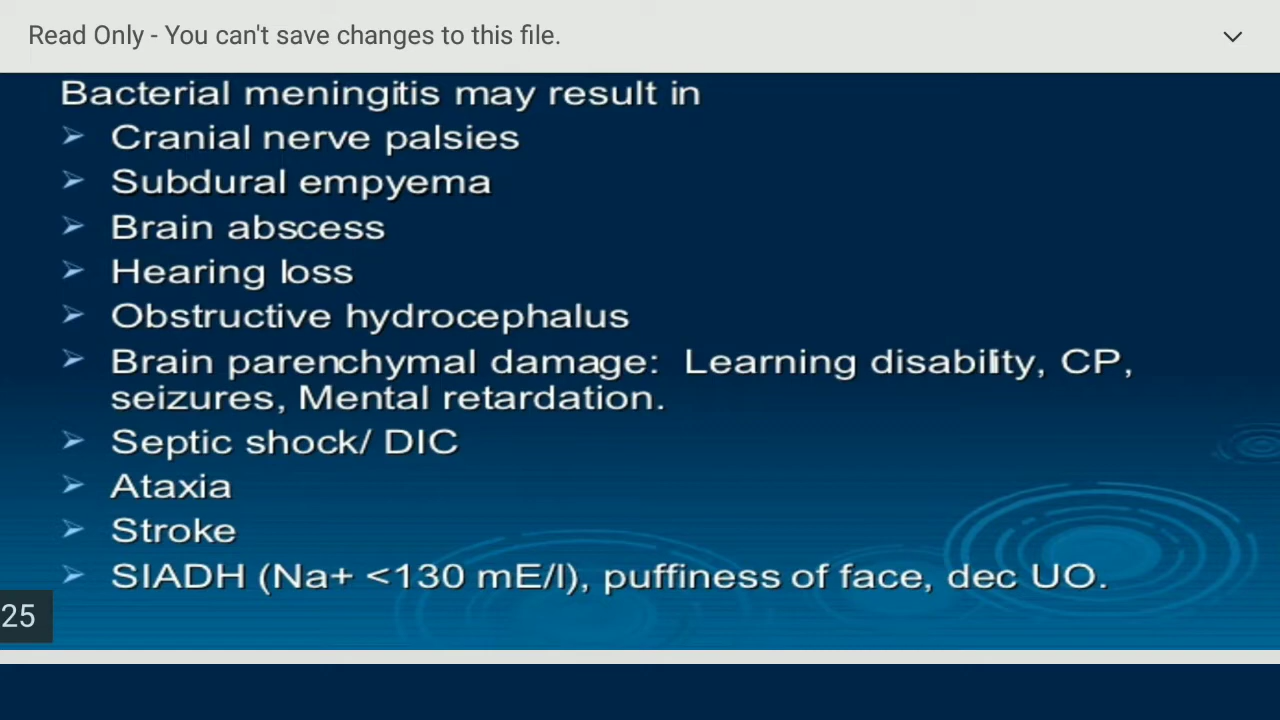 Read Only - You can't save changes to this file.
Bacterial meningitis may result in
➢ Cranial nerve palsies
➢ Subdural empyema
➢ Brain abscess
➢ Hearing loss
➢ Obstructive hydrocephalus
➢ Brain parenchymal damage: Learning disability, CP,
seizures, Mental retardation.
➢ Septic shock/ DIC
➢ Ataxia
➢ Stroke
➢ SIADH (Na+ <130 mE/l), puffiness of face, dec UO.
25